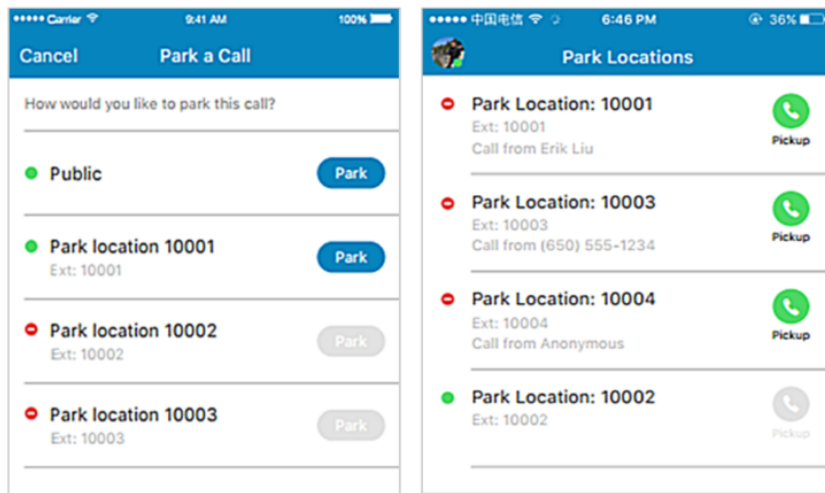 Carrier 9:41 AM 100%
Cancel Park a Call
How would you like to park this call?
Public Park
Park location 10001 Park
Ext: 10001
Park location 10002 Park
Ext: 10002
Park location 10003 Park
Ext: 10003
中国电信 6:46 PM 36%
Park Locations
Park Location: 10001
Ext: 10001
Call from Erik Liu
Pickup
Park Location: 10003
Ext: 10003
Call from (650) 555-1234
Pickup
Park Location: 10004
Ext: 10004
Call from Anonymous
Pickup
Park Location: 10002
Ext: 10002
Pickup